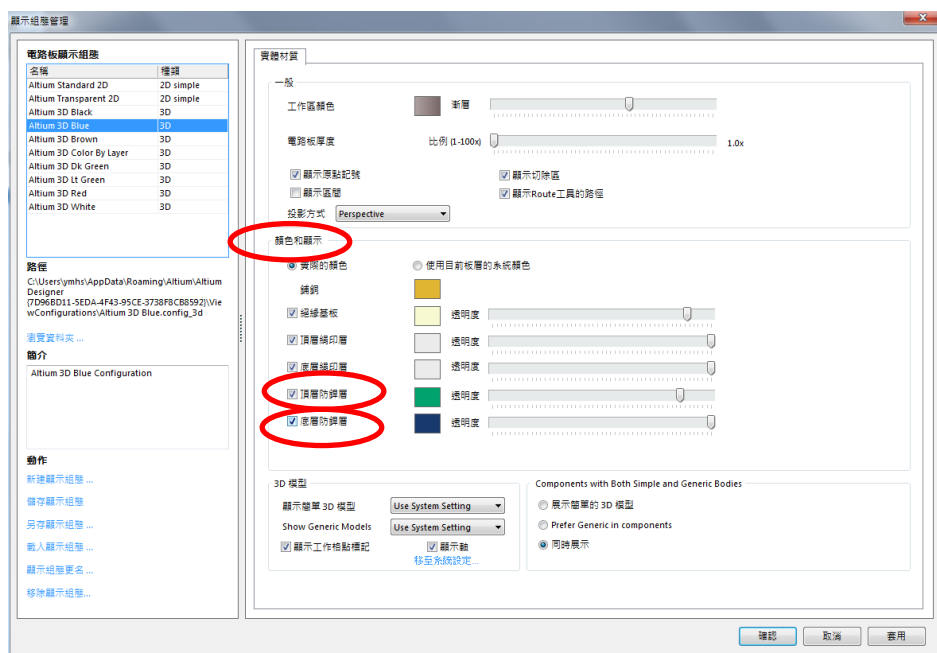 顯示組態管理
電路板顯示組態
名稱 種類
Altium Standard 2D 2D simple
Altium Transparent 2D 2D simple
Altium 3D Black 3D
Altium 3D Blue 3D
Altium 3D Brown 3D
Altium 3D Color By Layer 3D
Altium 3D Dk Green 3D
Altium 3D Lt Green 3D
Altium 3D Red 3D
Altium 3D White 3D
路徑
C:\Users\ymhs\AppData\Roaming\Altium\Altium
Designer
{7D96BD11-5EDA-4F43-95CE-3738F8CB8592}\Vie
wConfigurations\Altium 3D Blue.config_3d
瀏覽資料夾 ...
簡介
Altium 3D Blue Configuration
動作
新建顯示組態 ...
儲存顯示組態
另存顯示組態 ...
載入顯示組態 ...
顯示組態更名 ...
移除顯示組態...
實體材質
一般
工作區顏色 漸層
電路板厚度 比例 (1-100x) 1.0x
顯示原點記號 顯示切除區
顯示區間 顯示Route工具的路徑
投影方式 Perspective
顏色和顯示
實際的顏色 使用目前板層的系統顏色
鋪銅
絕緣基板 透明度
頂層絹印層 透明度
底層絹印層 透明度
頂層防銲層 透明度
底層防銲層 透明度
3D 模型
顯示簡單 3D 模型 Use System Setting
Show Generic Models Use System Setting
顯示工作格點標記 顯示軸
移至系統設定...
Components with Both Simple and Generic Bodies
展示簡單的 3D 模型
Prefer Generic in components
同時展示
確認 取消 套用